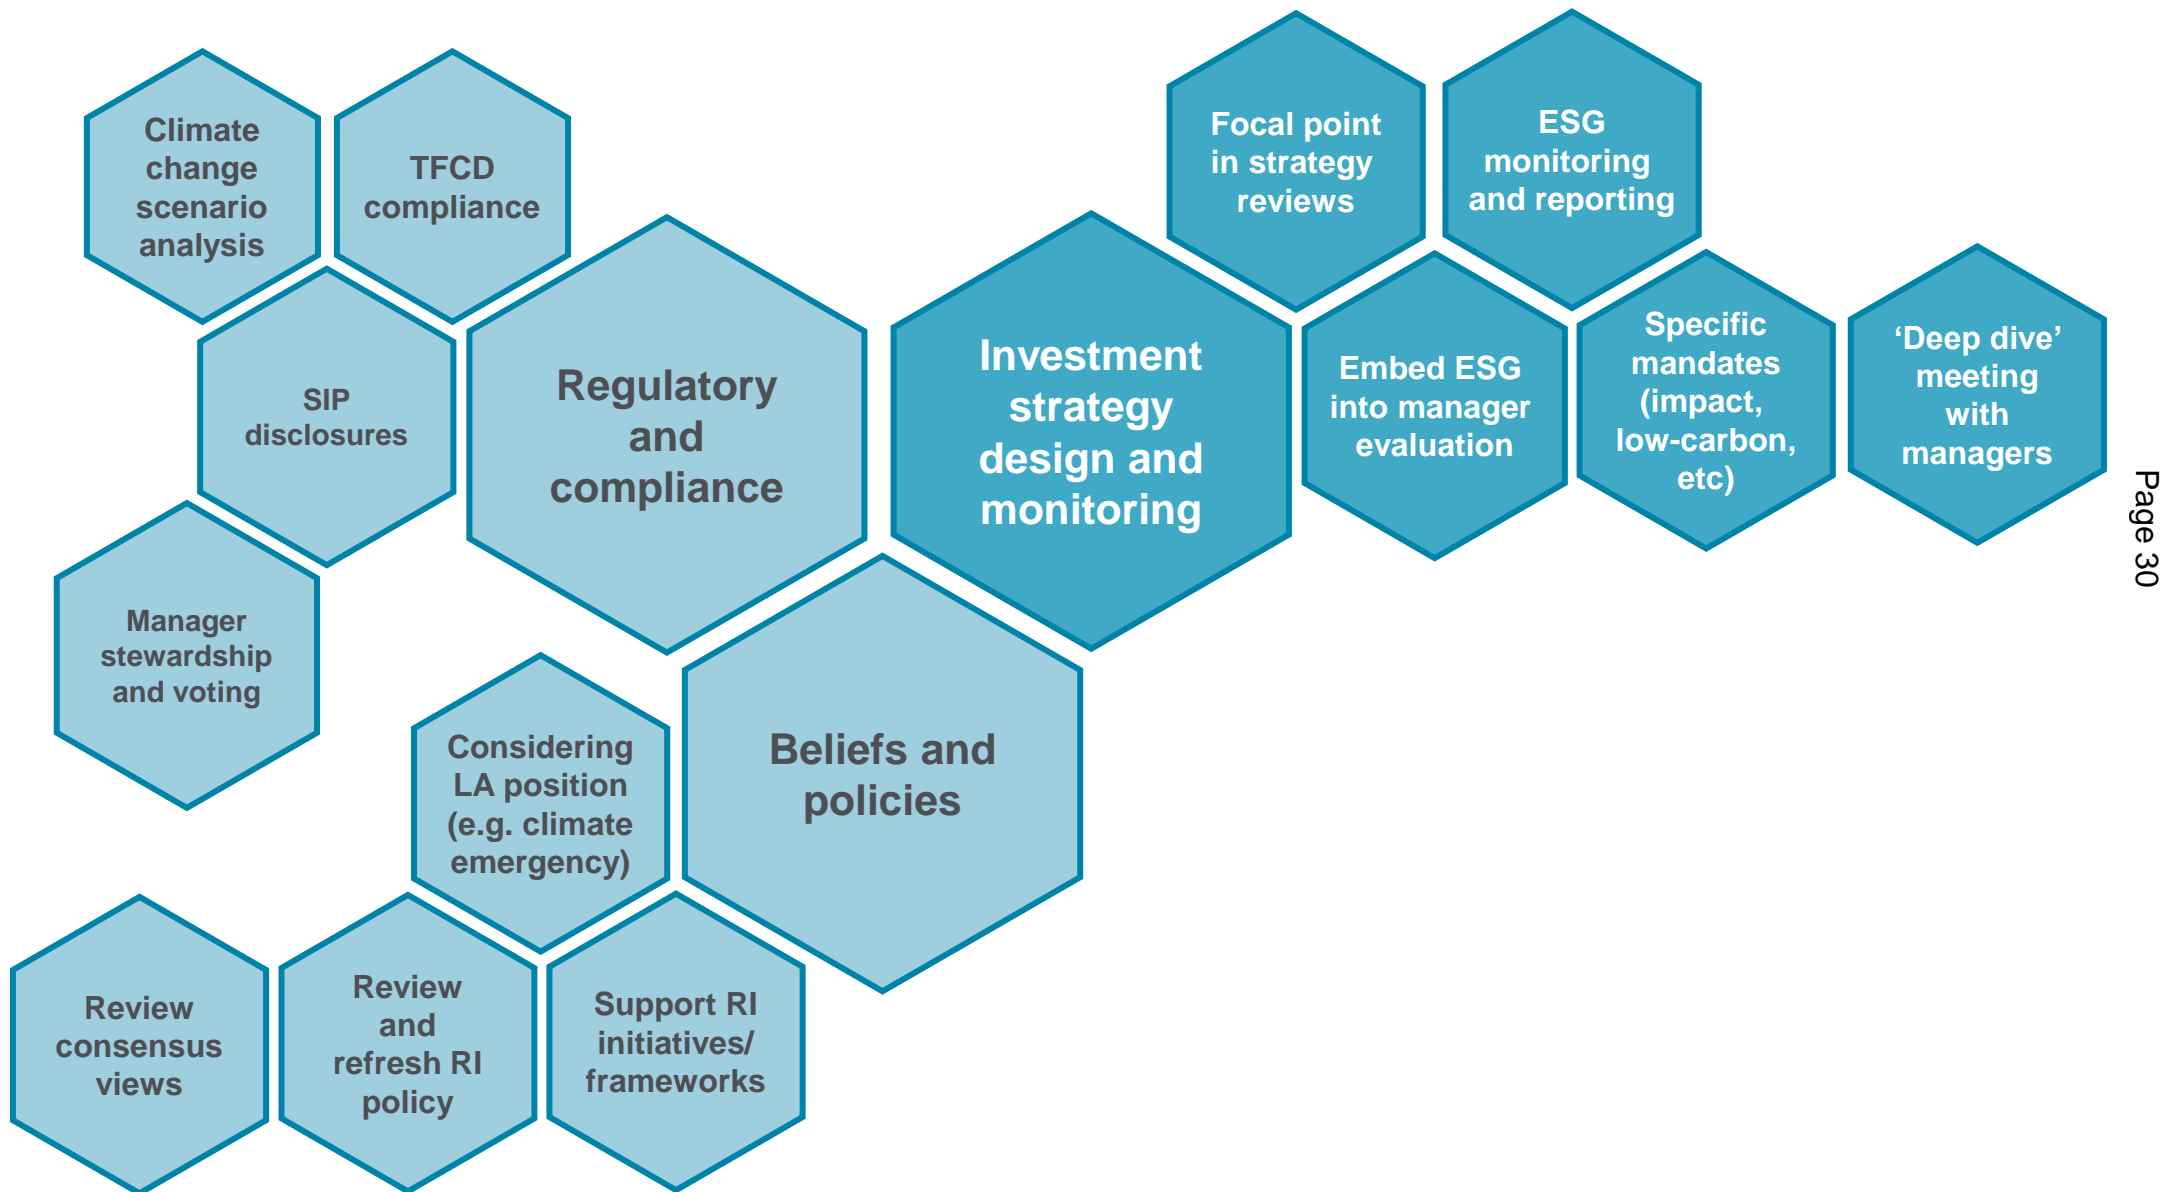 Climate
change
scenario
analysis
TFCD
compliance
SIP
disclosures
Manager
stewardship
and voting
Regulatory
and
compliance
Investment
strategy
design and
monitoring
Focal point
in strategy
reviews
ESG
monitoring
and reporting
Embed ESG
into manager
evaluation
Specific
mandates
(impact,
low-carbon,
etc)
‘Deep dive’
meeting
with
managers
Beliefs and
policies
Considering
LA position
(e.g. climate
emergency)
Review
consensus
views
Review
and
refresh RI
policy
Support RI
initiatives/
frameworks
Page 30